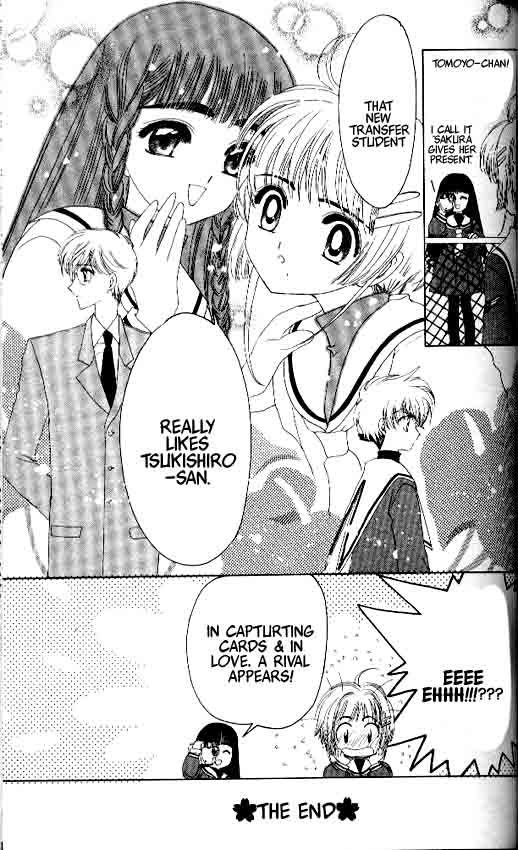 TOMOYO-CHAN!
I CALL IT
"SAKURA
GIVES HER
PRESENT."
THAT
NEW
TRANSFER
STUDENT
REALLY
LIKES
TSUKISHIRO
-SAN.
EEEE
EHHH!!!???
IN CAPTURTING
CARDS & IN
LOVE. A RIVAL
APPEARS!
THE END